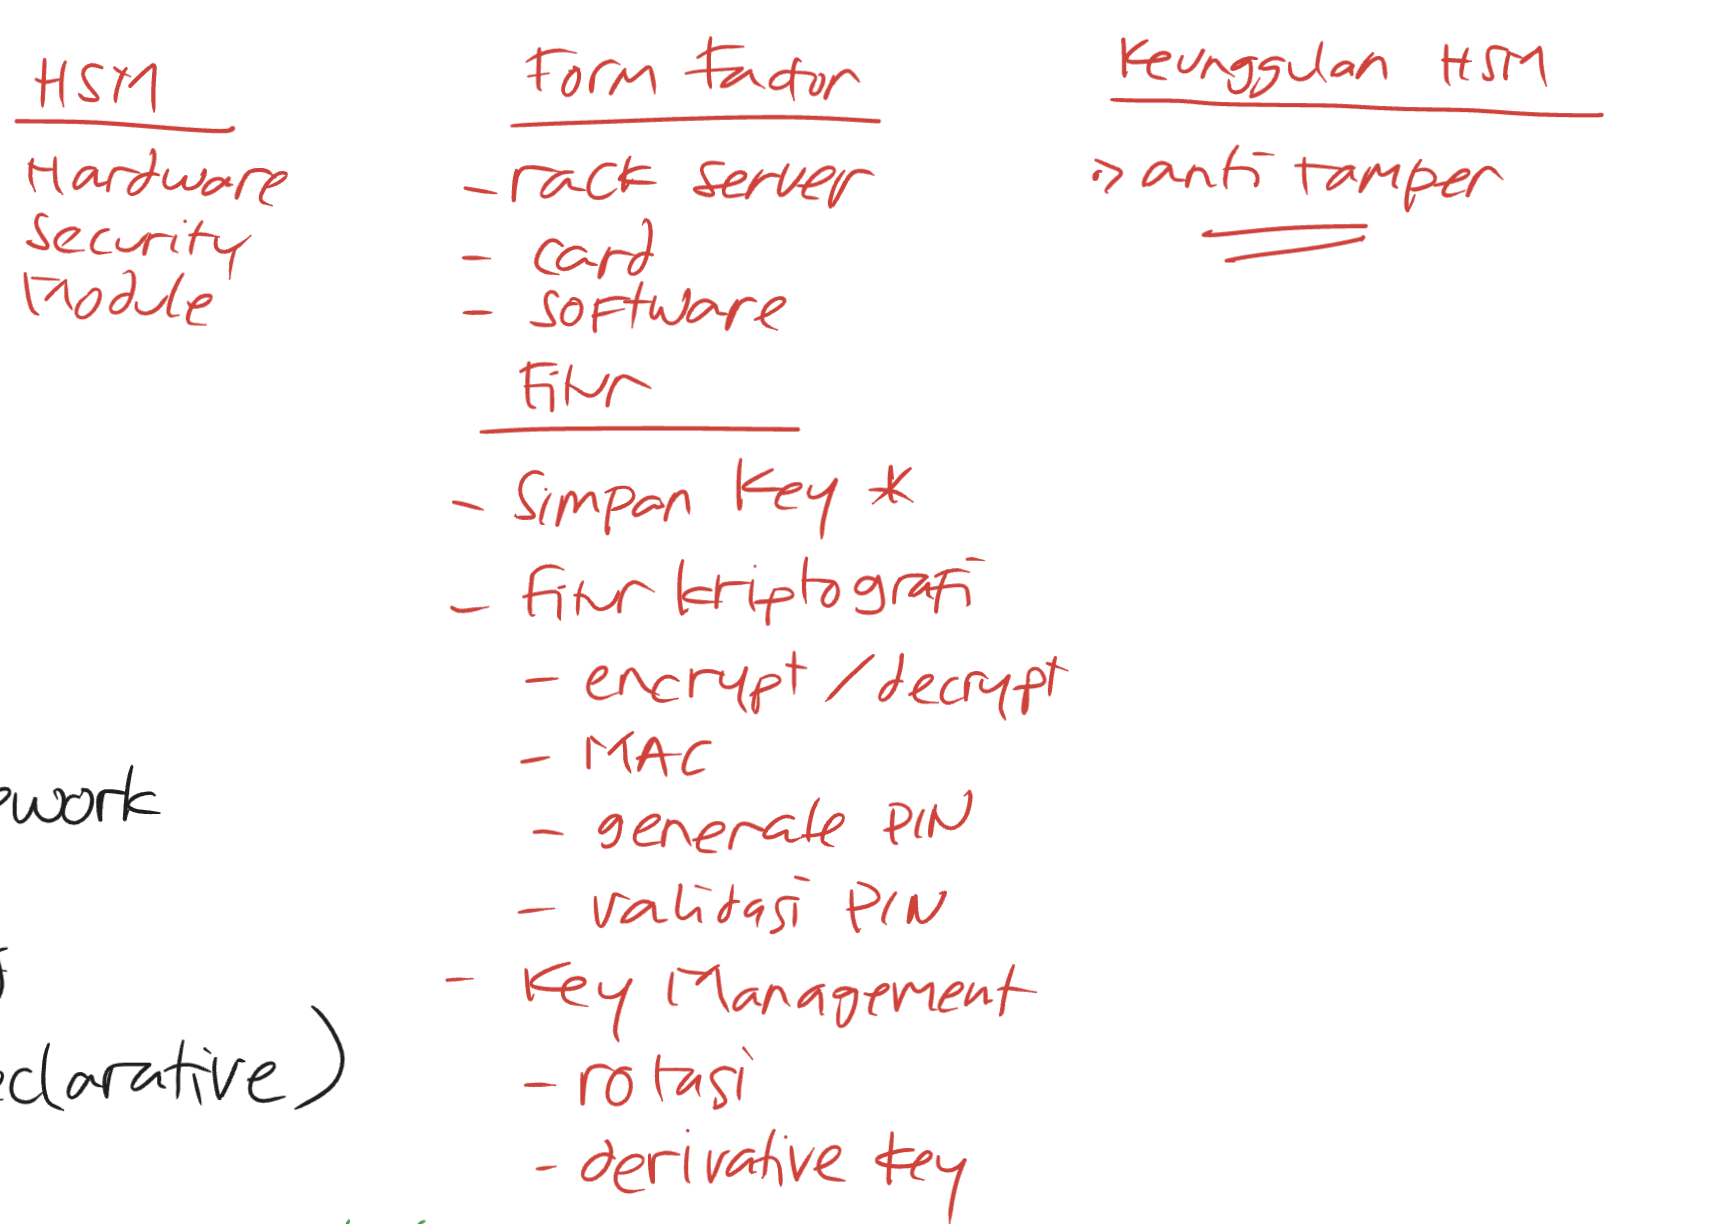 HSM
Hardware
Security
Module
Form Factor
- rack server
- card
- software
Fitur
- Simpan Key *
- fitur kriptografi
- encrypt / decrypt
- MAC
- generate PIN
- validasi PIN
- Key Management
- rotasi
- derivative key
Keunggulan HSM
> anti tamper
ework
eclarative)